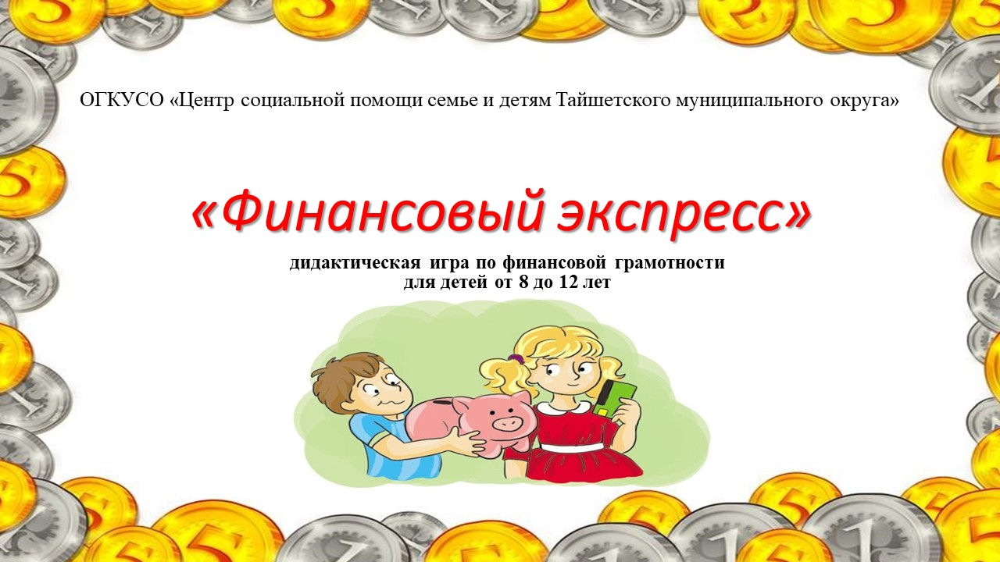 ОГКУСО «Центр социальной помощи семье и детям Тайшетского муниципального округа»
«Финансовый экспресс»
дидактическая игра по финансовой грамотности
для детей от 8 до 12 лет